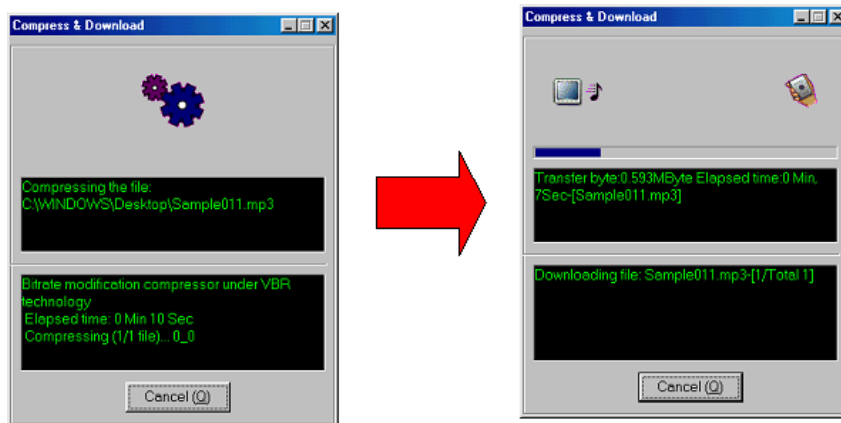 Compress & Download
Compressing the file:
C:\WINDOWS\Desktop\Sample011.mp3
Bitrate modification compressor under VBR
technology
Elapsed time: 0 Min 10 Sec
Compressing (1/1 file)... 0_0
Cancel (Q)
Compress & Download
Transfer byte:0.593MByte Elapsed time:0 Min,
7Sec-[Sample011.mp3]
Downloading file: Sample011.mp3-[1/Total 1]
Cancel (Q)